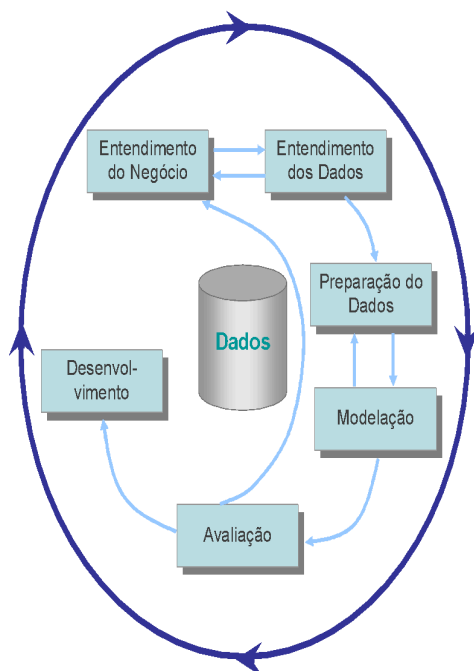 Entendimento
do Negócio
Entendimento
dos Dados
Preparação do
Dados
Dados
Desenvol-
vimento
Modelação
Avaliação